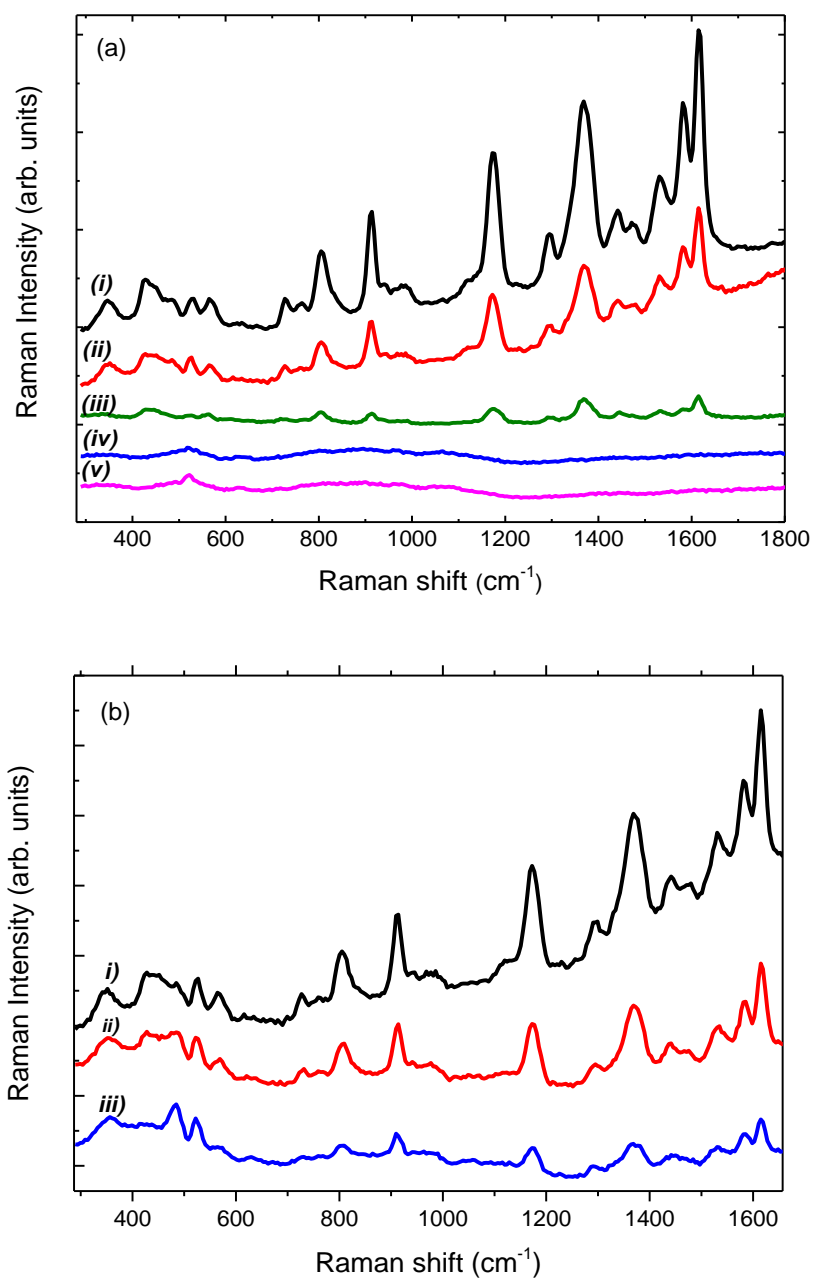 (a)
Raman Intensity (arb. units)
(i)
(ii)
(iii)
(iv)
(v)
400 600 800 1000 1200 1400 1600 1800
Raman shift (cm-1)
(b)
Raman Intensity (arb. units)
i)
ii)
iii)
400 600 800 1000 1200 1400 1600
Raman shift (cm-1)